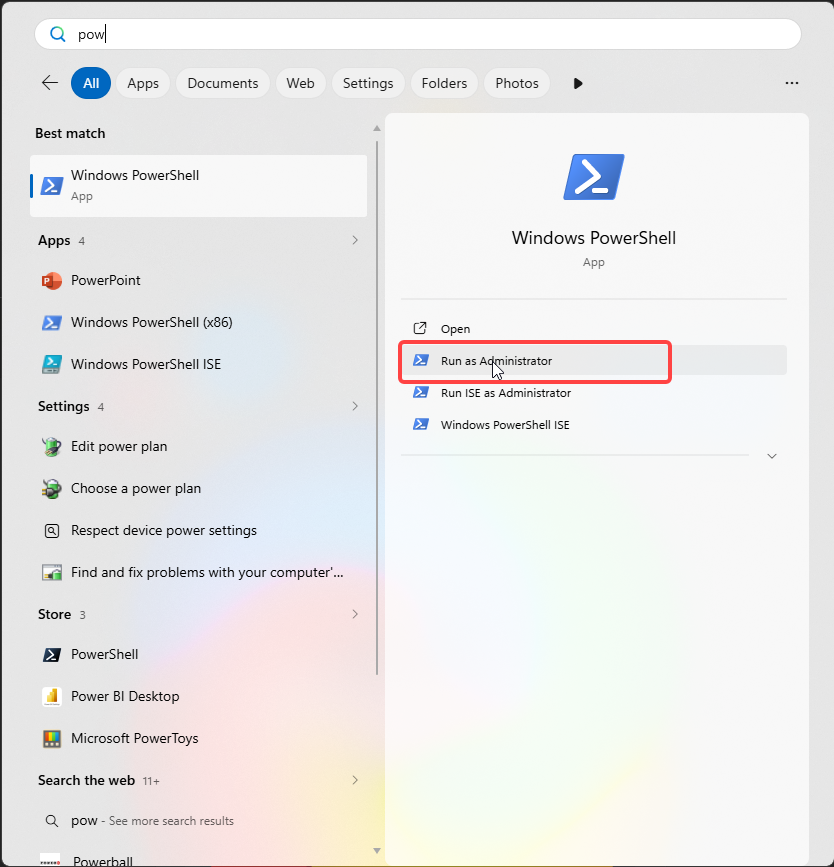 pow
All Apps Documents Web Settings Folders Photos ...
Best match
Windows PowerShell
App
Apps 4
PowerPoint
Windows PowerShell (x86)
Windows PowerShell ISE
Settings 4
Edit power plan
Choose a power plan
Respect device power settings
Find and fix problems with your computer'...
Store 3
PowerShell
Power BI Desktop
Microsoft PowerToys
Search the web 11+
pow - See more search results
Powerball
Windows PowerShell
App
Open
Run as Administrator
Run ISE as Administrator
Windows PowerShell ISE